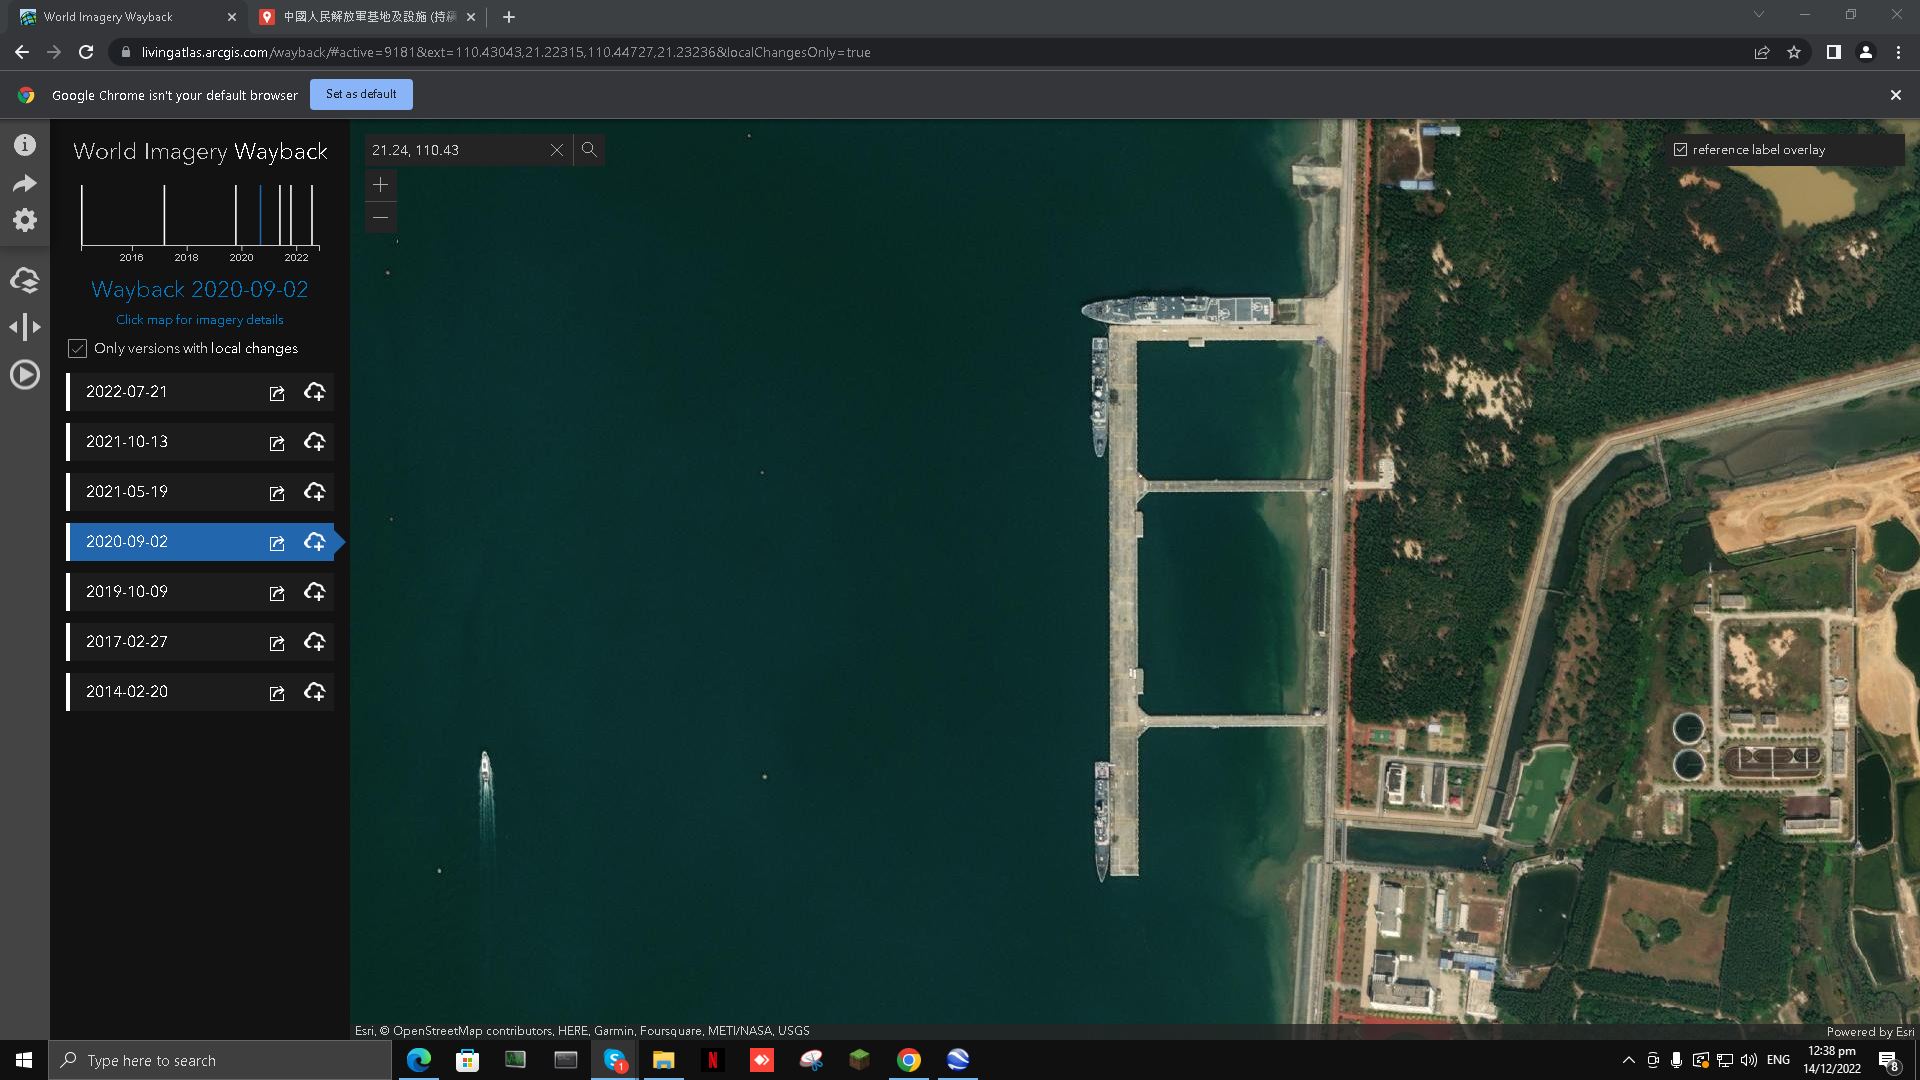 World Imagery Wayback
中國人民解放軍基地及設施 (持續
livingatlas.arcgis.com/wayback/#active=9181&ext=110.43043,21.22315,110.44727,21.23236&localChangesOnly=true
Google Chrome isn't your default browser
Set as default
World Imagery Wayback
21.24, 110.43
reference label overlay
2016 2018 2020 2022
Wayback 2020-09-02
Click map for imagery details
Only versions with local changes
2022-07-21
2021-10-13
2021-05-19
2020-09-02
2019-10-09
2017-02-27
2014-02-20
Esri, © OpenStreetMap contributors, HERE, Garmin, Foursquare, METI/NASA, USGS
Powered by Esri
Type here to search
1
N
ENG
12:38 pm
14/12/2022
8